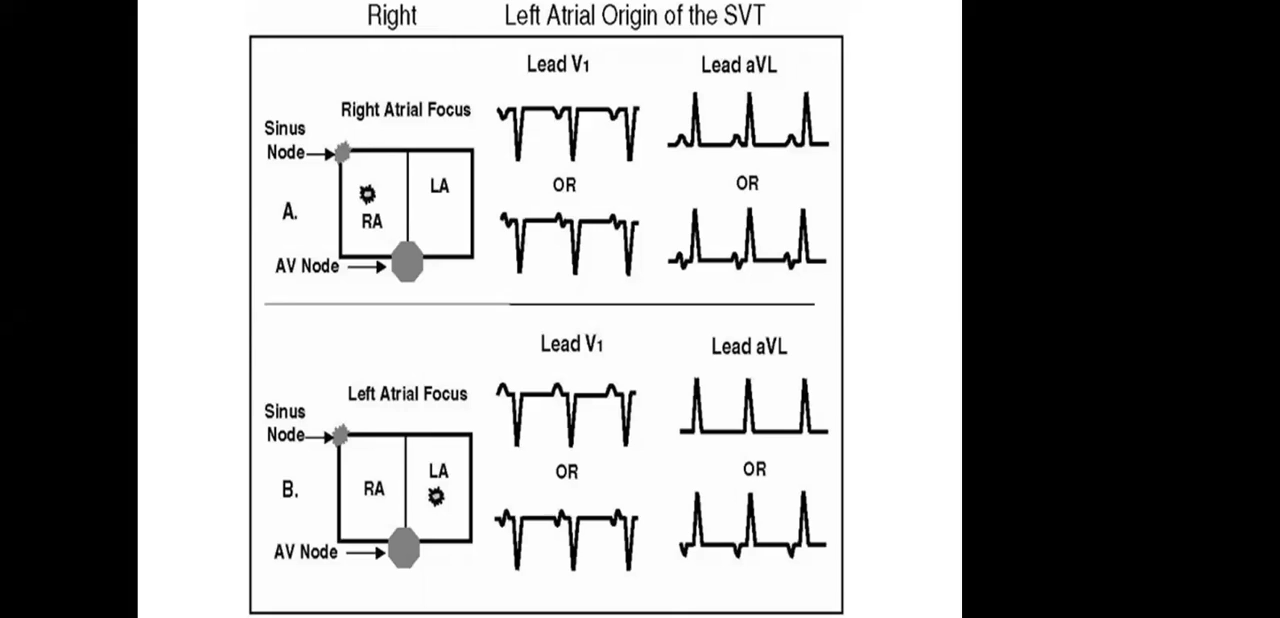 Right Left Atrial Origin of the SVT
Lead V1 Lead aVL
Right Atrial Focus
Sinus
Node
LA
OR OR
A.
RA
AV Node
Lead V1 Lead aVL
Left Atrial Focus
Sinus
Node
LA
OR OR
B.
RA
AV Node